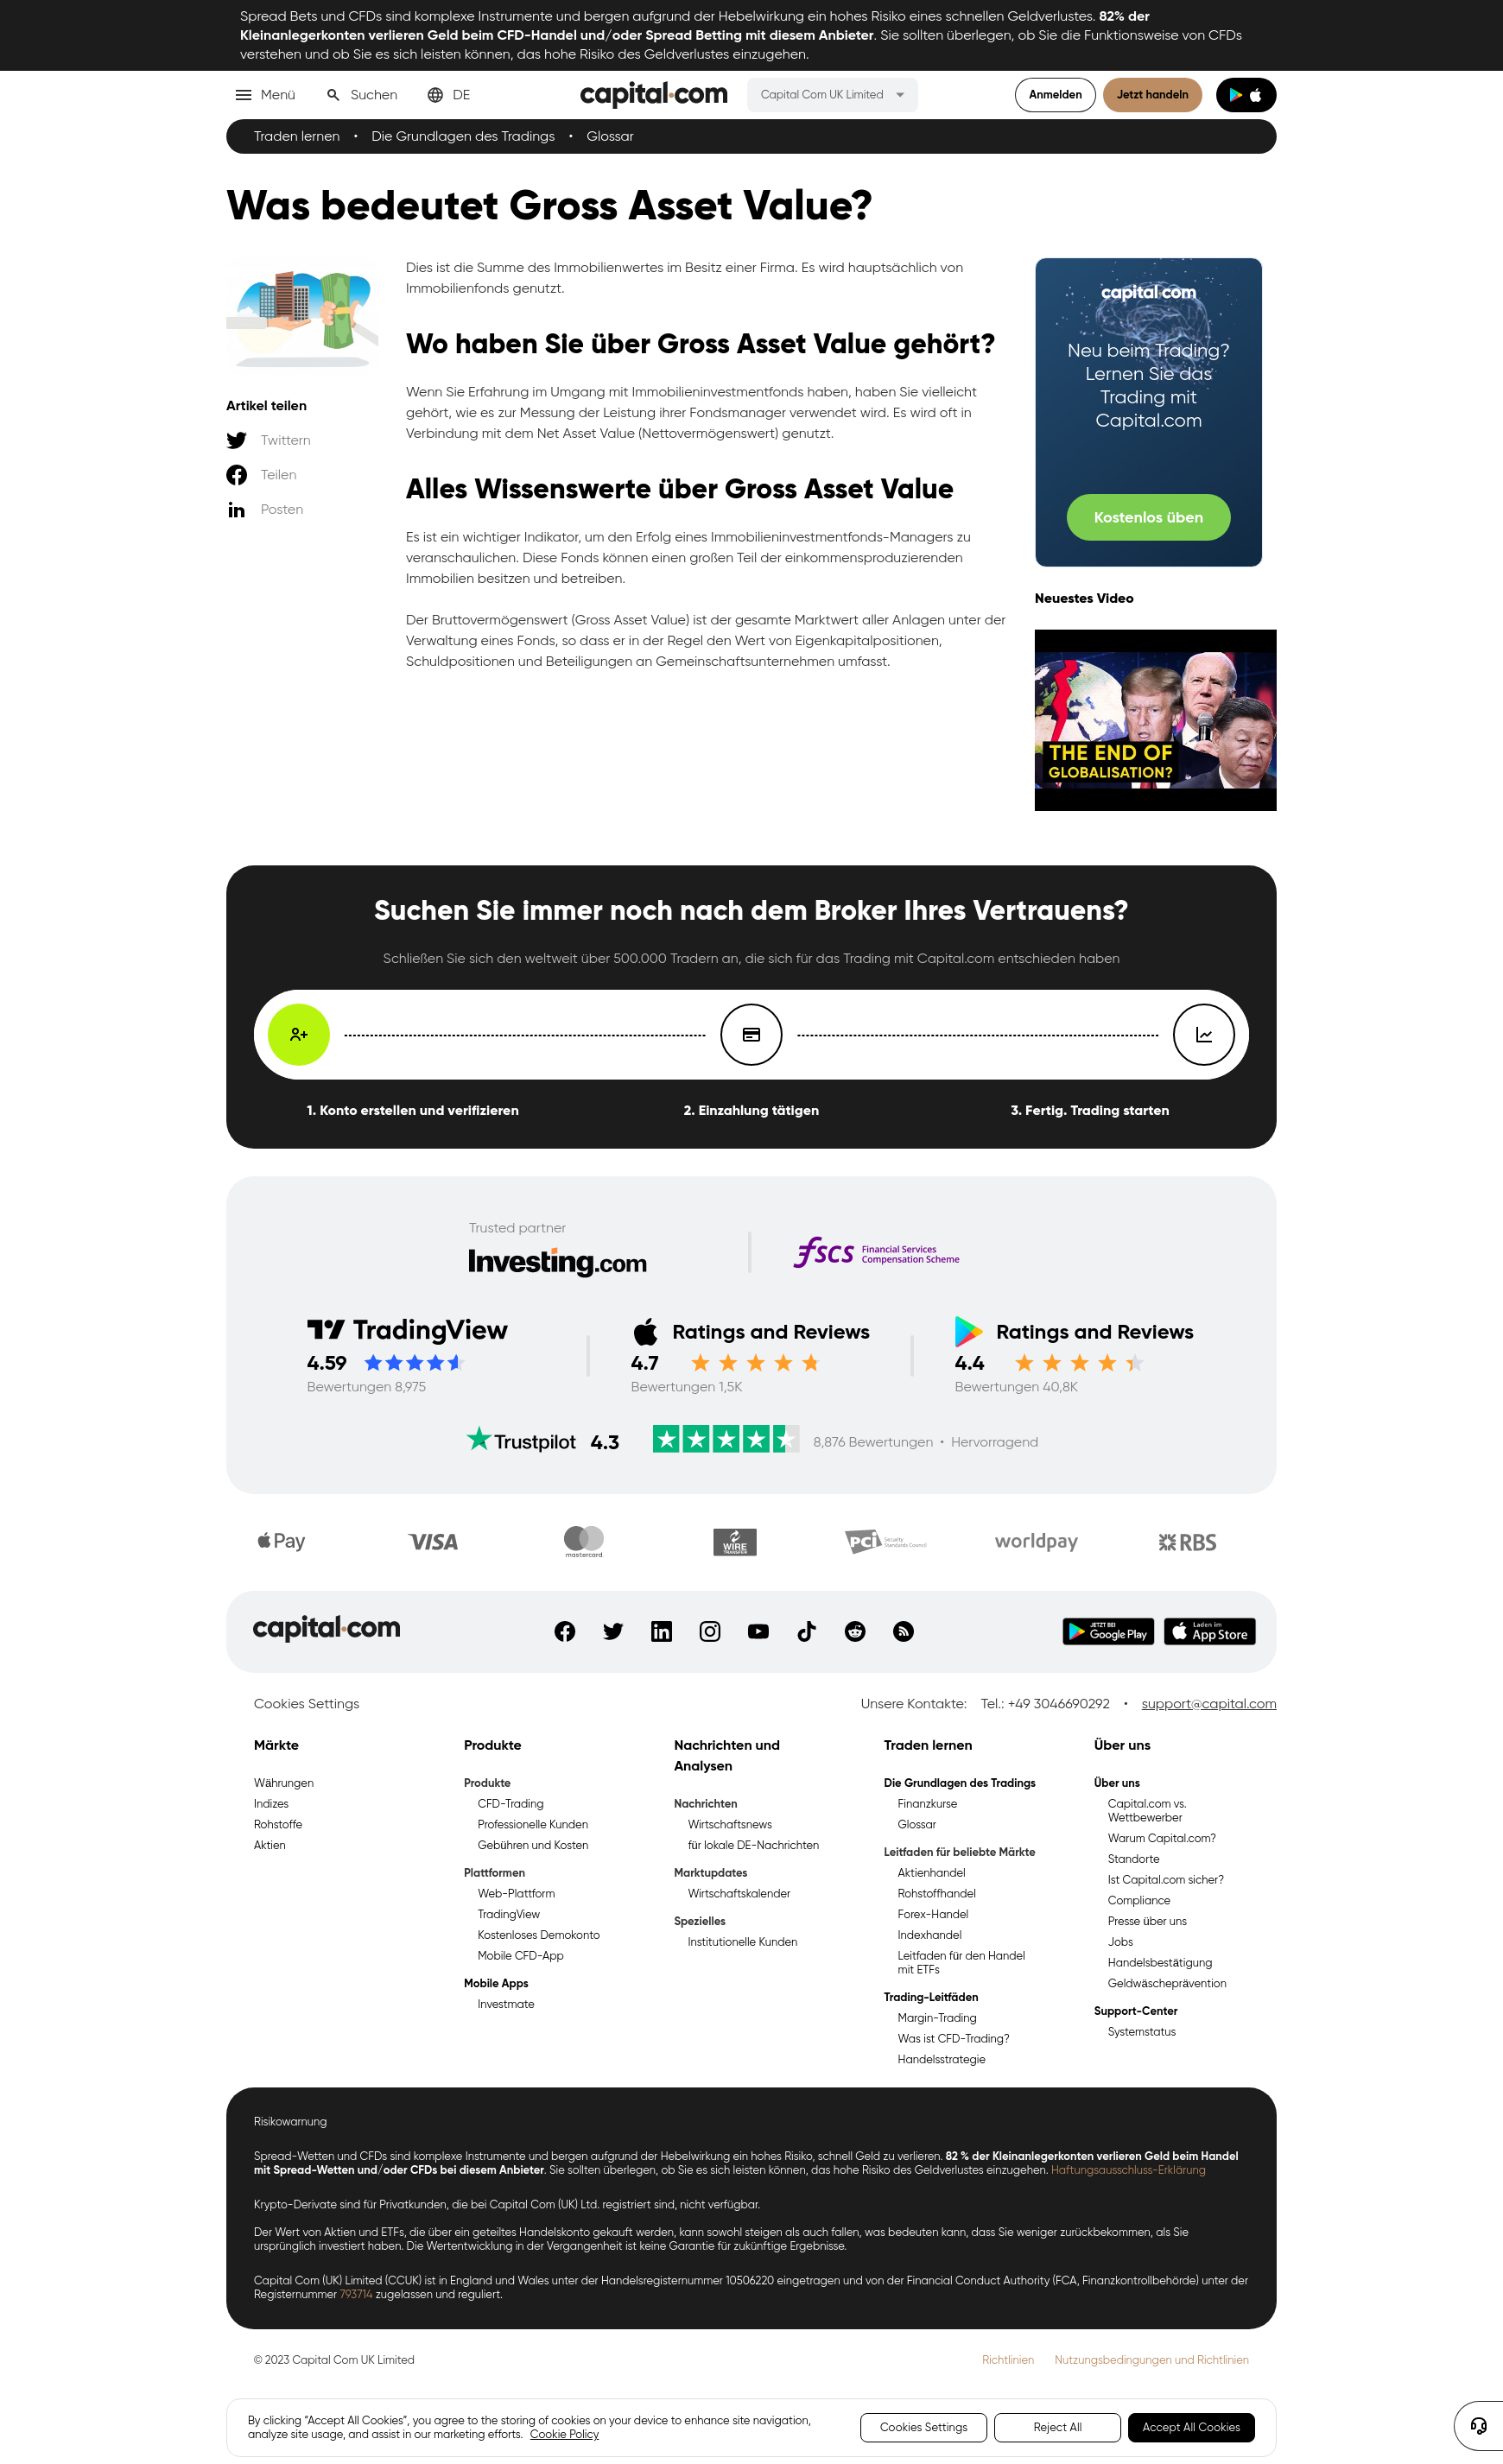 Spread Bets und CFDs sind komplexe Instrumente und bergen aufgrund der Hebelwirkung ein hohes Risiko eines schnellen Geldverlustes. 82% der
Kleinanlegerkonten verlieren Geld beim CFD-Handel und/oder Spread Betting mit diesem Anbieter. Sie sollten überlegen, ob Sie die Funktionsweise von CFDs
verstehen und ob Sie es sich leisten können, das hohe Risiko des Geldverlustes einzugehen.
Menü
Suchen
DE
capital.com
Capital Com UK Limited
Anmelden
Jetzt handeln
Traden lernen • Die Grundlagen des Tradings • Glossar
Was bedeutet Gross Asset Value?
Artikel teilen
Twittern
Teilen
Posten
Dies ist die Summe des Immobilienwertes im Besitz einer Firma. Es wird hauptsächlich von
Immobilienfonds genutzt.
Wo haben Sie über Gross Asset Value gehört?
Wenn Sie Erfahrung im Umgang mit Immobilieninvestmentfonds haben, haben Sie vielleicht
gehört, wie es zur Messung der Leistung ihrer Fondsmanager verwendet wird. Es wird oft in
Verbindung mit dem Net Asset Value (Nettovermögenswert) genutzt.
Alles Wissenswerte über Gross Asset Value
Es ist ein wichtiger Indikator, um den Erfolg eines Immobilieninvestmentfonds-Managers zu
veranschaulichen. Diese Fonds können einen großen Teil der einkommensproduzierenden
Immobilien besitzen und betreiben.
Der Bruttovermögenswert (Gross Asset Value) ist der gesamte Marktwert aller Anlagen unter der
Verwaltung eines Fonds, so dass er in der Regel den Wert von Eigenkapitalpositionen,
Schuldpositionen und Beteiligungen an Gemeinschaftsunternehmen umfasst.
capital.com
Neu beim Trading?
Lernen Sie das
Trading mit
Capital.com
Kostenlos üben
Neuestes Video
THE END OF
GLOBALISATION?
Suchen Sie immer noch nach dem Broker Ihres Vertrauens?
Schließen Sie sich den weltweit über 500.000 Tradern an, die sich für das Trading mit Capital.com entschieden haben
1. Konto erstellen und verifizieren
2. Einzahlung tätigen
3. Fertig. Trading starten
Trusted partner
Investing.com
fscs Financial Services
Compensation Scheme
TradingView
4.59
Bewertungen 8,975
Ratings and Reviews
4.7
Bewertungen 1,5K
Ratings and Reviews
4.4
Bewertungen 40,8K
Trustpilot 4.3
8,876 Bewertungen • Hervorragend
Pay
VISA
mastercard.
WIRE
TRANSFER
PCI Security
Standards Council
worldpay
RBS
capital.com
JETZT BEI
Google Play
Laden im
App Store
Cookies Settings
Unsere Kontakte: Tel.: +49 3046690292 • support@capital.com
Märkte
Währungen
Indizes
Rohstoffe
Aktien
Produkte
Produkte
CFD-Trading
Professionelle Kunden
Gebühren und Kosten
Plattformen
Web-Plattform
TradingView
Kostenloses Demokonto
Mobile CFD-App
Mobile Apps
Investmate
Nachrichten und
Analysen
Nachrichten
Wirtschaftsnews
für lokale DE-Nachrichten
Marktupdates
Wirtschaftskalender
Spezielles
Institutionelle Kunden
Traden lernen
Die Grundlagen des Tradings
Finanzkurse
Glossar
Leitfaden für beliebte Märkte
Aktienhandel
Rohstoffhandel
Forex-Handel
Indexhandel
Leitfaden für den Handel
mit ETFs
Trading-Leitfäden
Margin-Trading
Was ist CFD-Trading?
Handelsstrategie
Über uns
Über uns
Capital.com vs.
Wettbewerber
Warum Capital.com?
Standorte
Ist Capital.com sicher?
Compliance
Presse über uns
Jobs
Handelsbestätigung
Geldwäscheprävention
Support-Center
Systemstatus
Risikowarnung
Spread-Wetten und CFDs sind komplexe Instrumente und bergen aufgrund der Hebelwirkung ein hohes Risiko, schnell Geld zu verlieren. 82 % der Kleinanlegerkonten verlieren Geld beim Handel
mit Spread-Wetten und/oder CFDs bei diesem Anbieter. Sie sollten überlegen, ob Sie es sich leisten können, das hohe Risiko des Geldverlustes einzugehen. Haftungsausschluss-Erklärung
Krypto-Derivate sind für Privatkunden, die bei Capital Com (UK) Ltd. registriert sind, nicht verfügbar.
Der Wert von Aktien und ETFs, die über ein geteiltes Handelskonto gekauft werden, kann sowohl steigen als auch fallen, was bedeuten kann, dass Sie weniger zurückbekommen, als Sie
ursprünglich investiert haben. Die Wertentwicklung in der Vergangenheit ist keine Garantie für zukünftige Ergebnisse.
Capital Com (UK) Limited (CCUK) ist in England und Wales unter der Handelsregisternummer 10506220 eingetragen und von der Financial Conduct Authority (FCA, Finanzkontrollbehörde) unter der
Registernummer 793714 zugelassen und reguliert.
© 2023 Capital Com UK Limited
Richtlinien
Nutzungsbedingungen und Richtlinien
By clicking “Accept All Cookies”, you agree to the storing of cookies on your device to enhance site navigation,
analyze site usage, and assist in our marketing efforts. Cookie Policy
Cookies Settings
Reject All
Accept All Cookies